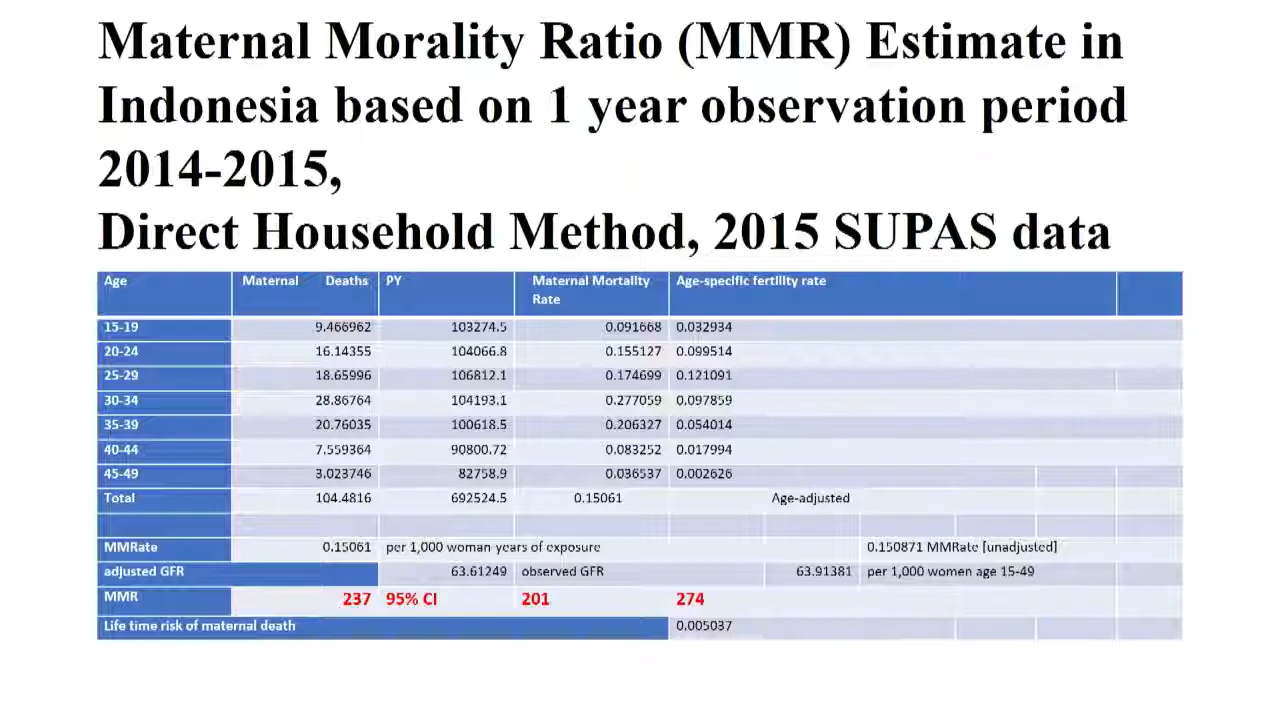 Maternal Morality Ratio (MMR) Estimate in
Indonesia based on 1 year observation period
2014-2015,
Direct Household Method, 2015 SUPAS data
Age Maternal Deaths PY Maternal Mortality Rate Age-specific fertility rate
15-19 9.466962 103274.5 0.091668 0.032934
20-24 16.14355 104066.8 0.155127 0.099514
25-29 18.65996 106812.1 0.174699 0.121091
30-34 28.86764 104193.1 0.277059 0.097859
35-39 20.76035 100618.5 0.206327 0.054014
40-44 7.559364 90800.72 0.083252 0.017994
45-49 3.023746 82758.9 0.036537 0.002626
Total 104.4816 692524.5 0.15061 Age-adjusted
MMRate 0.15061 per 1,000 woman-years of exposure 0.150871 MMRate [unadjusted]
adjusted GFR 63.61249 observed GFR 63.91381 per 1,000 women age 15-49
MMR 237 95% CI 201 274
Life time risk of maternal death 0.005037